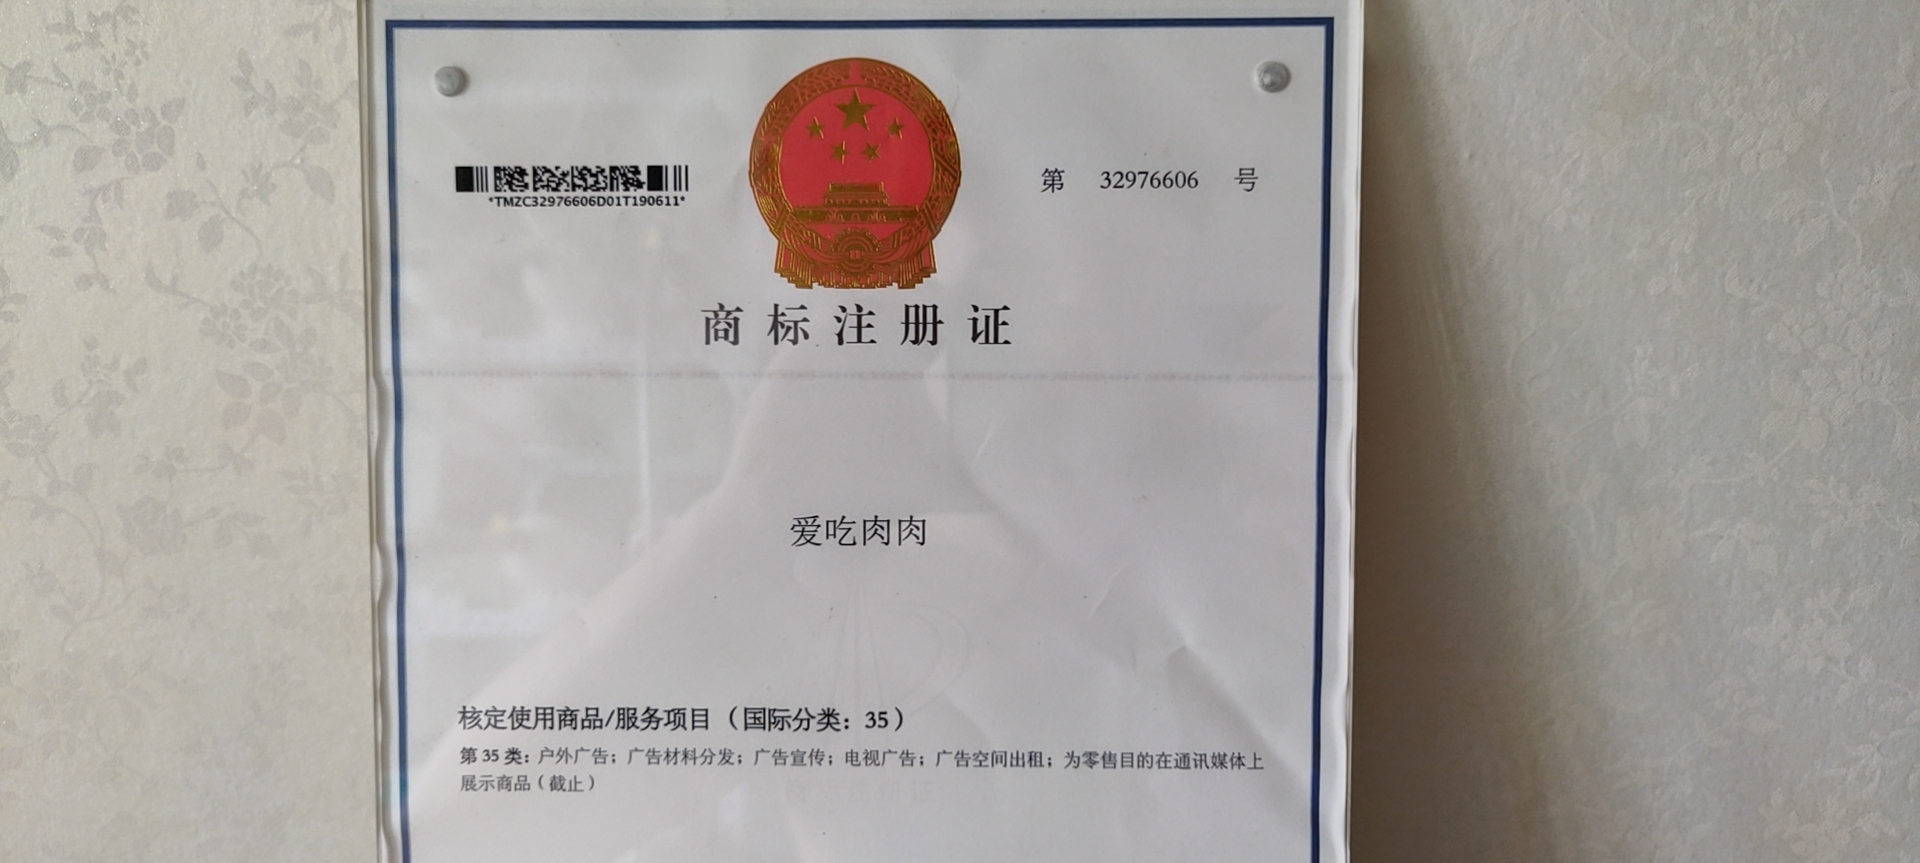 *TMZC32976606D01T190611*
第 32976606 号
商标注册证
爱吃肉肉
核定使用商品/服务项目（国际分类：35）
第 35 类：户外广告；广告材料分发；广告宣传；电视广告；广告空间出租；为零售目的在通讯媒体上
展示商品（截止）